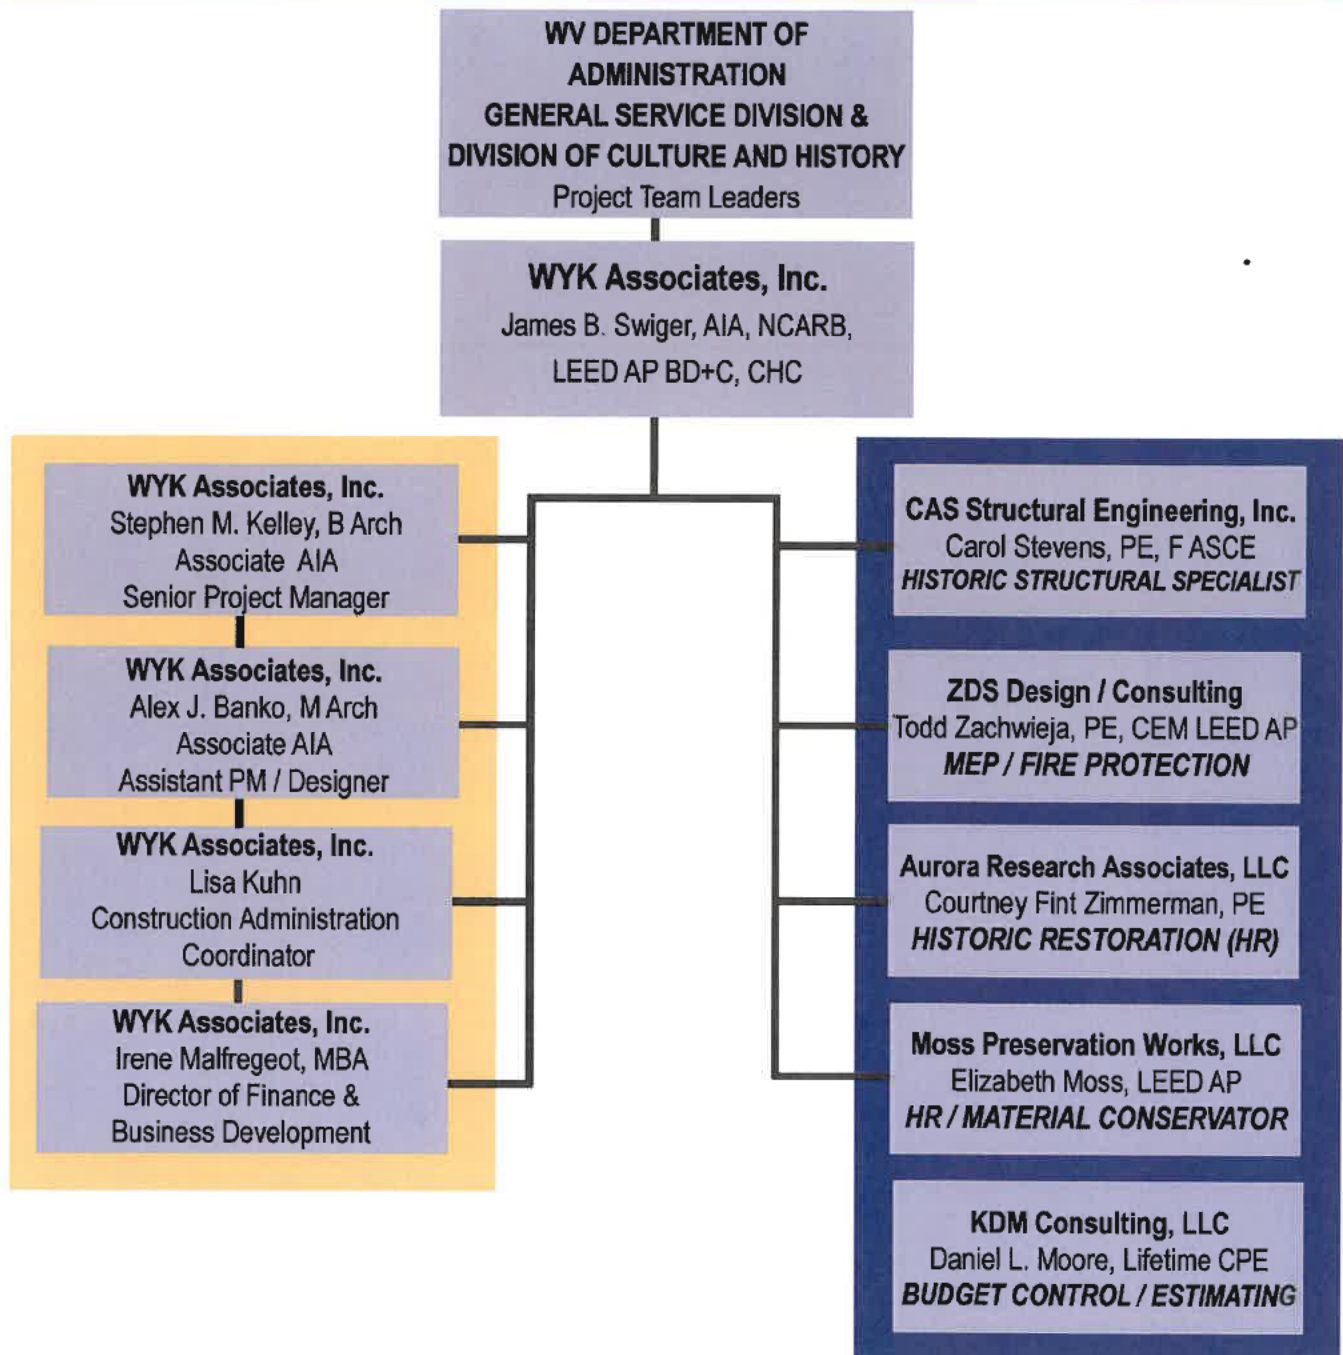 WV DEPARTMENT OF
ADMINISTRATION
GENERAL SERVICE DIVISION &
DIVISION OF CULTURE AND HISTORY
Project Team Leaders
WYK Associates, Inc.
James B. Swiger, AIA, NCARB,
LEED AP BD+C, CHC
WYK Associates, Inc.
Stephen M. Kelley, B Arch
Associate AIA
Senior Project Manager
WYK Associates, Inc.
Alex J. Banko, M Arch
Associate AIA
Assistant PM / Designer
WYK Associates, Inc.
Lisa Kuhn
Construction Administration
Coordinator
WYK Associates, Inc.
Irene Malfregeot, MBA
Director of Finance &
Business Development
CAS Structural Engineering, Inc.
Carol Stevens, PE, F ASCE
HISTORIC STRUCTURAL SPECIALIST
ZDS Design / Consulting
Todd Zachwieja, PE, CEM LEED AP
MEP / FIRE PROTECTION
Aurora Research Associates, LLC
Courtney Fint Zimmerman, PE
HISTORIC RESTORATION (HR)
Moss Preservation Works, LLC
Elizabeth Moss, LEED AP
HR / MATERIAL CONSERVATOR
KDM Consulting, LLC
Daniel L. Moore, Lifetime CPE
BUDGET CONTROL / ESTIMATING